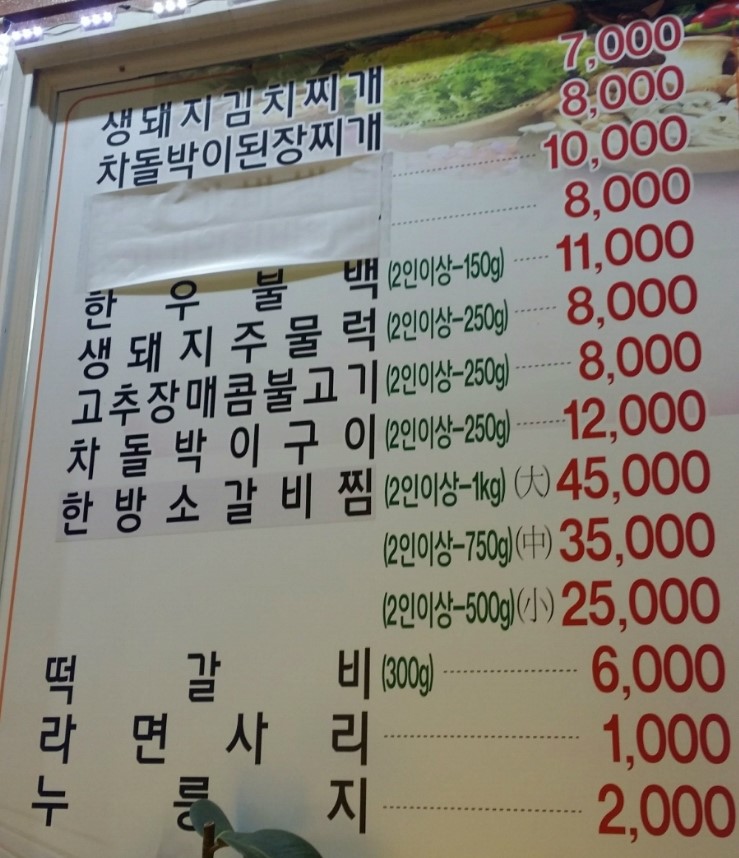 생돼지김치찌개 7,000
차돌박이된장찌개 8,000
10,000
8,000
한우불백 (2인이상-150g) 11,000
생돼지주물럭 (2인이상-250g) 8,000
고추장매콤불고기 (2인이상-250g) 8,000
차돌박이구이 (2인이상-250g) 12,000
한방소갈비찜 (2인이상-1kg) (大) 45,000
(2인이상-750g) (中) 35,000
(2인이상-500g) (小) 25,000
떡갈비 (300g) 6,000
라면사리 1,000
누룽지 2,000